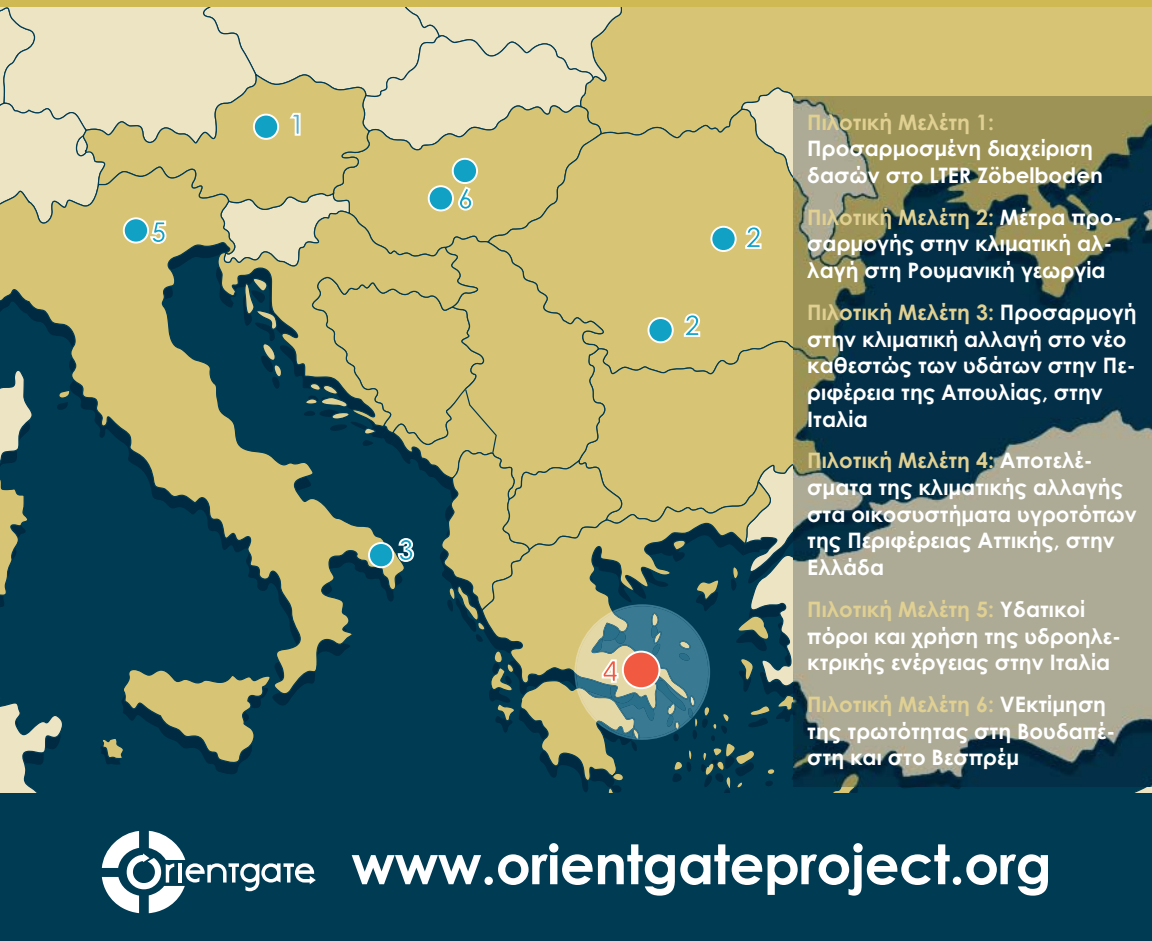 1
6
5
2
2
3
4
Πιλοτική Μελέτη 1:
Προσαρμοσμένη διαχείριση
δασών στο LTER Zöbelboden
Πιλοτική Μελέτη 2: Μέτρα προ-
σαρμογής στην κλιματική αλ-
λαγή στη Ρουμανική γεωργία
Πιλοτική Μελέτη 3: Προσαρμογή
στην κλιματική αλλαγή στο νέο
καθεστώς των υδάτων στην Πε-
ριφέρεια της Απουλίας, στην
Ιταλία
Πιλοτική Μελέτη 4: Αποτελέ-
σματα της κλιματικής αλλαγής
στα οικοσυστήματα υγροτόπων
της Περιφέρειας Αττικής, στην
Ελλάδα
Πιλοτική Μελέτη 5: Υδατικοί
πόροι και χρήση της υδροηλε-
κτρικής ενέργειας στην Ιταλία
Πιλοτική Μελέτη 6: VΕκτίμηση
της τρωτότητας στη Βουδαπέ-
στη και στο Βεσπρέμ
Orientgate
www.orientgateproject.org